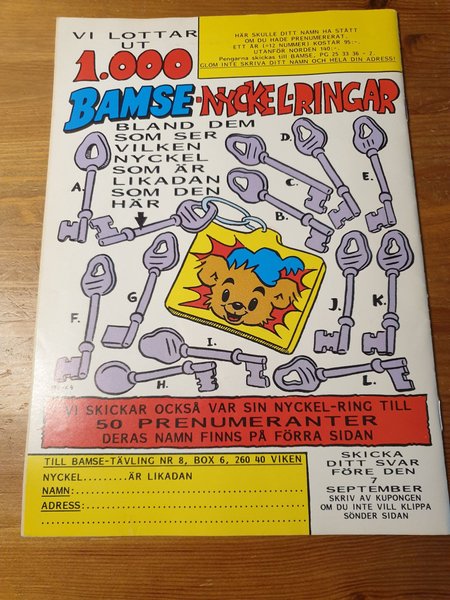 VI LOTTAR
UT
1.000
HÄR SKULLE DITT NAMN HA STÅTT
OM DU HADE PRENUMERERAT.
ETT ÅR (=12 NUMMER) KOSTAR 95:-.
UTANFÖR NORDEN 140:-.
Pengarna skickas till BAMSE, PG 25 33 36 - 2.
GLÖM INTE SKRIVA DITT NAMN OCH HELA DIN ADRESS!
BAMSE-NYCKEL-RINGAR
BLAND DEM
SOM SER
VILKEN
NYCKEL
SOM ÄR
LIKADAN
SOM DEN
HÄR
A.
B.
C.
D.
E.
F.
G.
H.
I.
J.
K.
L.
VI SKICKAR OCKSÅ VAR SIN NYCKEL-RING TILL
50 PRENUMERANTER
DERAS NAMN FINNS PÅ FÖRRA SIDAN
TILL BAMSE-TÄVLING NR 8, BOX 6, 260 40 VIKEN
NYCKEL.........ÄR LIKADAN
NAMN:
ADRESS:
SKICKA
DITT SVAR
FÖRE DEN
7
SEPTEMBER
SKRIV AV KUPONGEN
OM DU INTE VILL KLIPPA
SÖNDER SIDAN